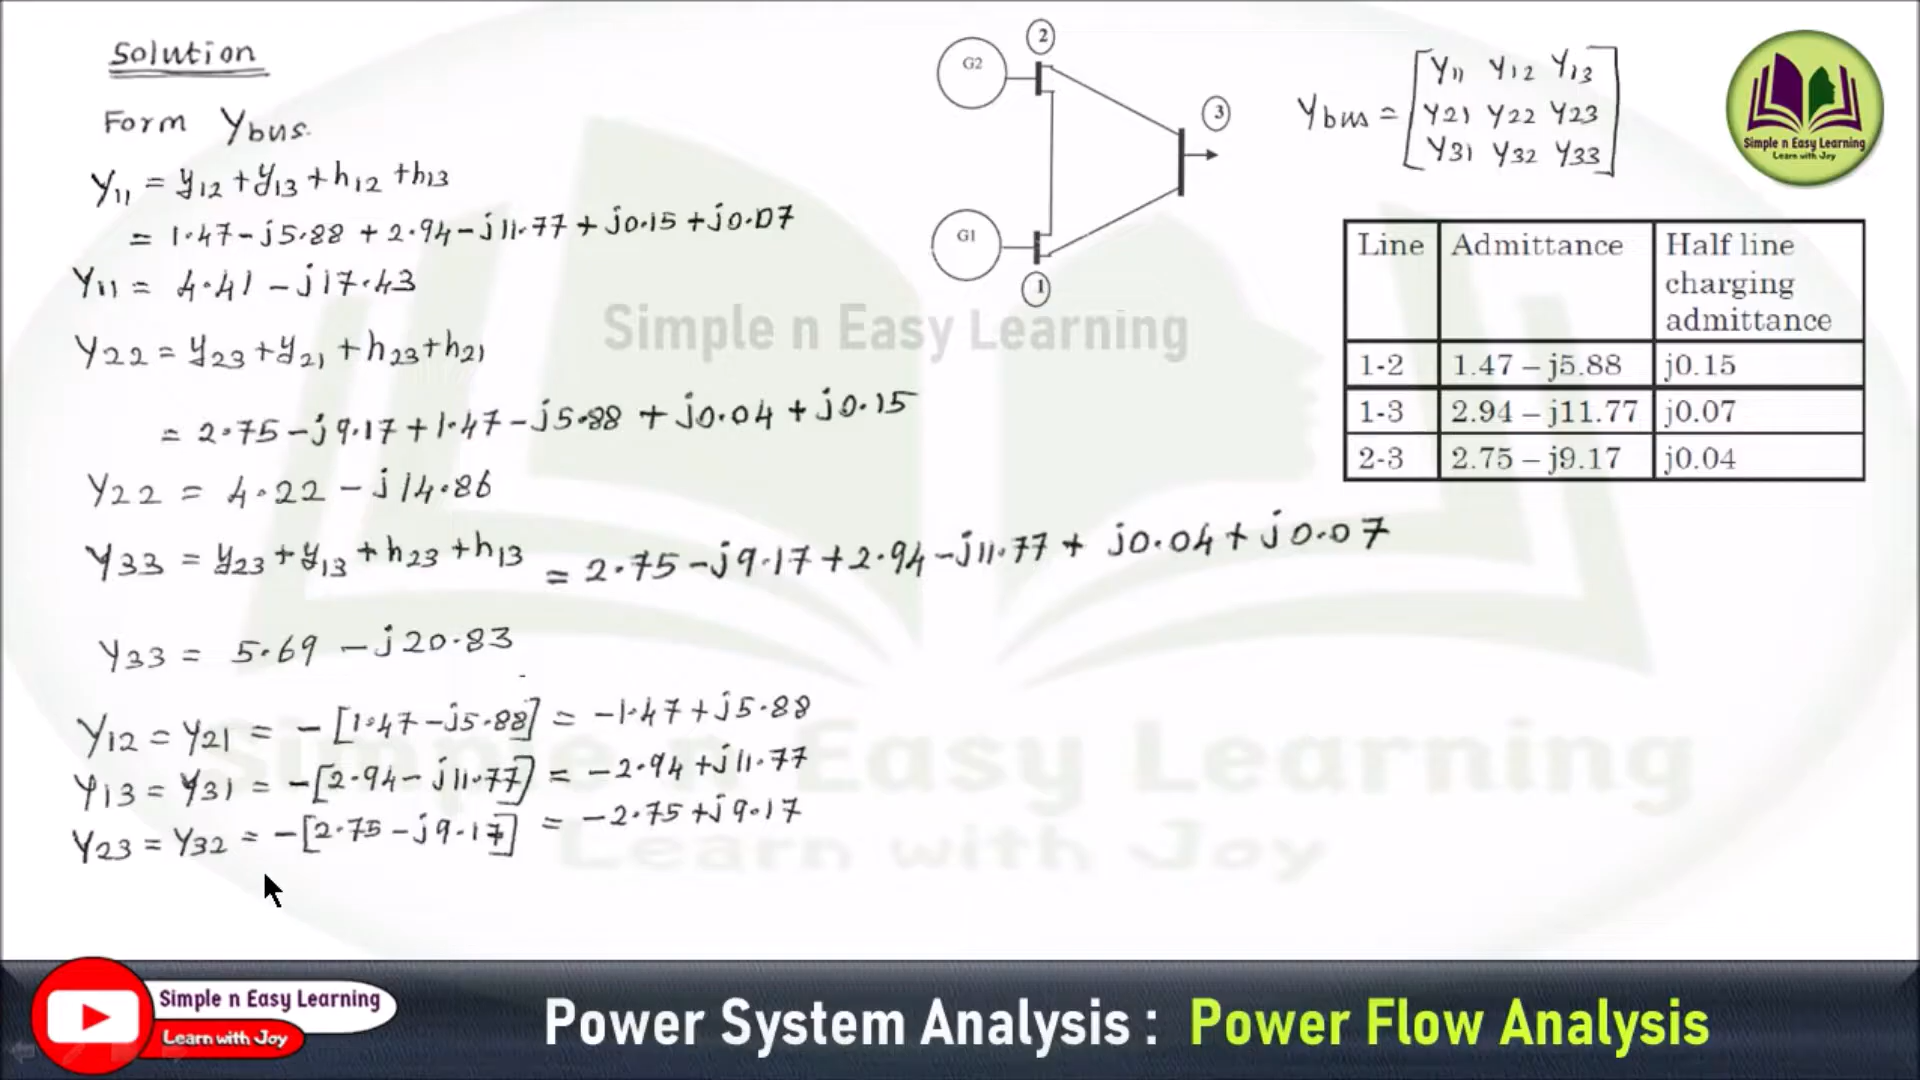 Solution
Form Ybus.
Y11 = y12 + y13 + h12 + h13
= 1.47 - j5.88 + 2.94 - j11.77 + j0.15 + j0.07
Y11 = 4.41 - j17.43
Y22 = y23 + y21 + h23 + h21
= 2.75 - j9.17 + 1.47 - j5.88 + j0.04 + j0.15
Y22 = 4.22 - j14.86
Y33 = y23 + y13 + h23 + h13 = 2.75 - j9.17 + 2.94 - j11.77 + j0.04 + j0.07
Y33 = 5.69 - j20.83
Y12 = Y21 = -[1.47 - j5.88] = -1.47 + j5.88
Y13 = Y31 = -[2.94 - j11.77] = -2.94 + j11.77
Y23 = Y32 = -[2.75 - j9.17] = -2.75 + j9.17
2
G2
3
G1
1
Y11 Y12 Y13
Ybus = Y21 Y22 Y23
Y31 Y32 Y33
Simple n Easy Learning
Learn with Joy
Line Admittance Half line
charging
admittance
1-2 1.47 – j5.88 j0.15
1-3 2.94 – j11.77 j0.07
2-3 2.75 – j9.17 j0.04
Simple n Easy Learning
Simple n Easy Learning
Learn with Joy
Simple n Easy Learning
Learn with Joy
Power System Analysis : Power Flow Analysis